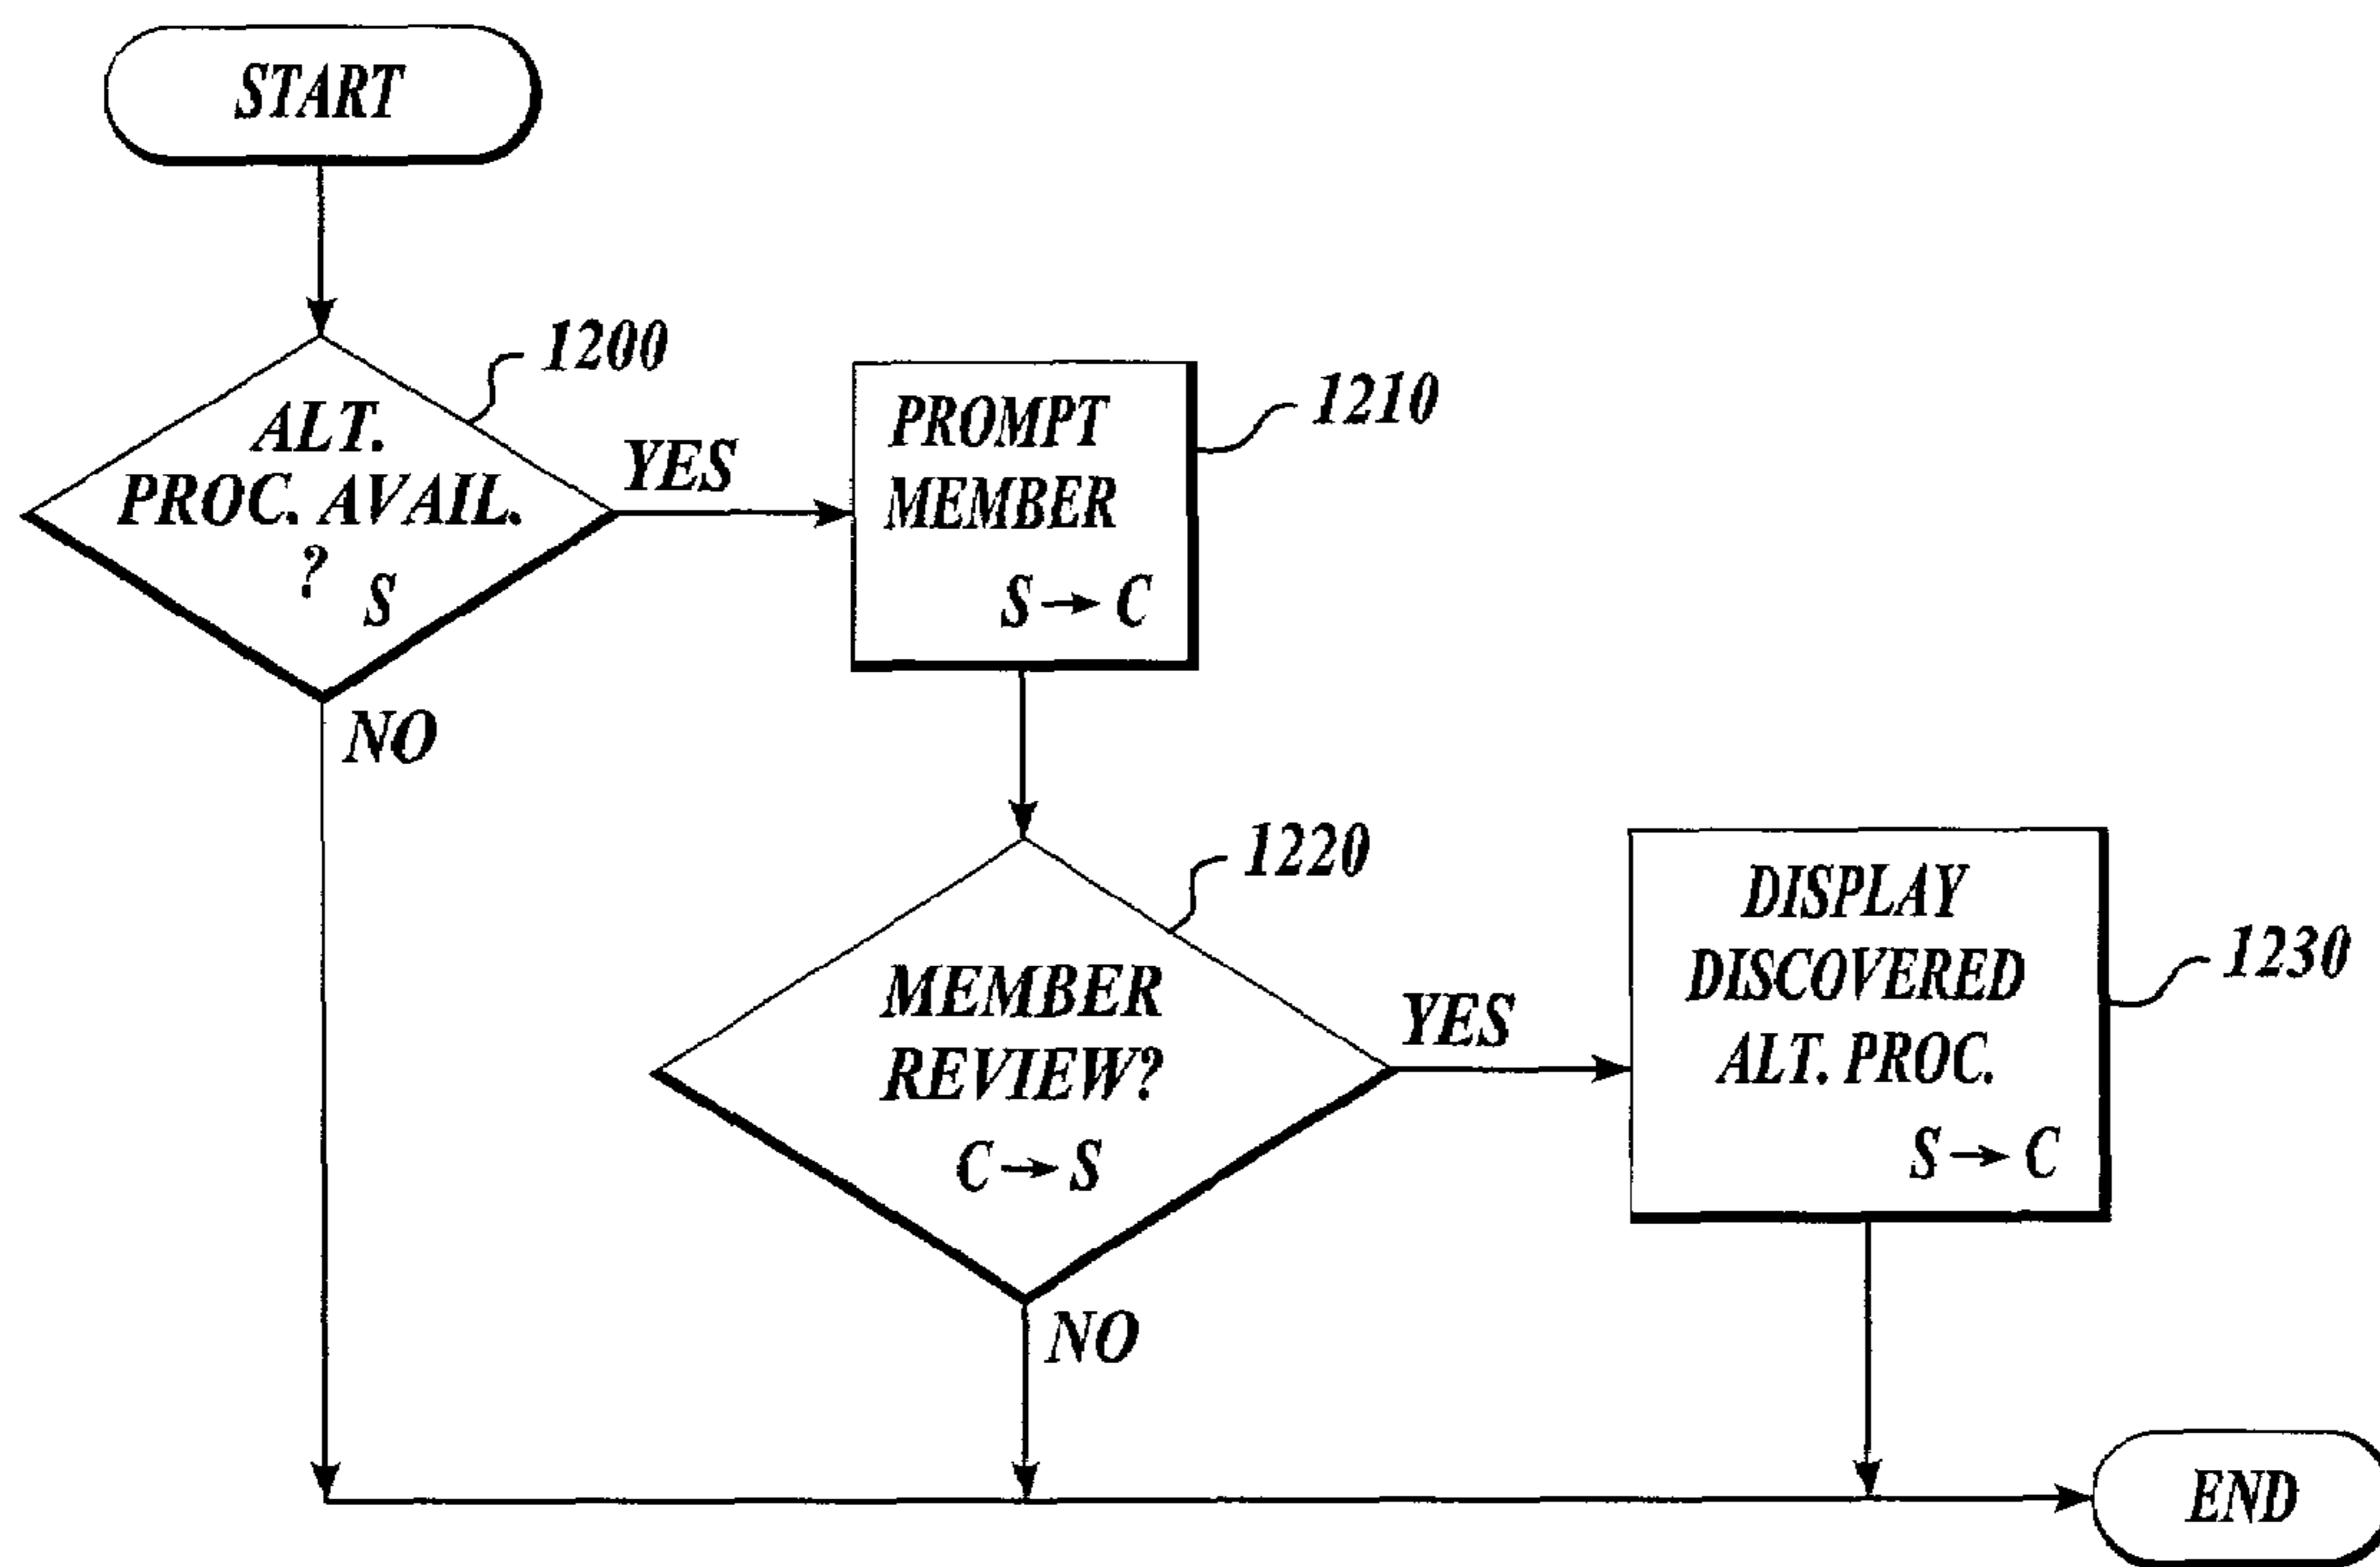 START
1200
ALT.
PROC. AVAIL.
?
S
YES
NO
PROMPT
MEMBER
S → C
1210
1220
MEMBER
REVIEW?
C → S
YES
NO
DISPLAY
DISCOVERED
ALT. PROC.
S → C
1230
END